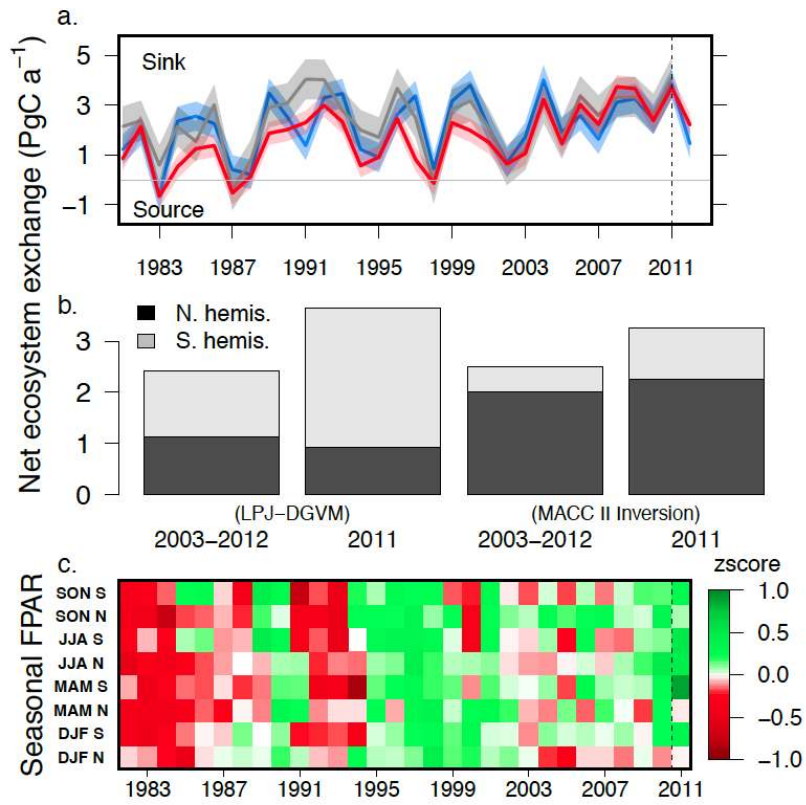 a.
Net ecosystem exchange (PgC a⁻¹)
5
3
1
−1
Sink
Source
1983 1987 1991 1995 1999 2003 2007 2011
b.
N. hemis.
S. hemis.
3
2
1
0
(LPJ−DGVM) (MACC II Inversion)
2003−2012 2011 2003−2012 2011
c.
zscore
Seasonal FPAR
SON S
SON N
JJA S
JJA N
MAM S
MAM N
DJF S
DJF N
1.0
0.5
0.0
−0.5
−1.0
1983 1987 1991 1995 1999 2003 2007 2011